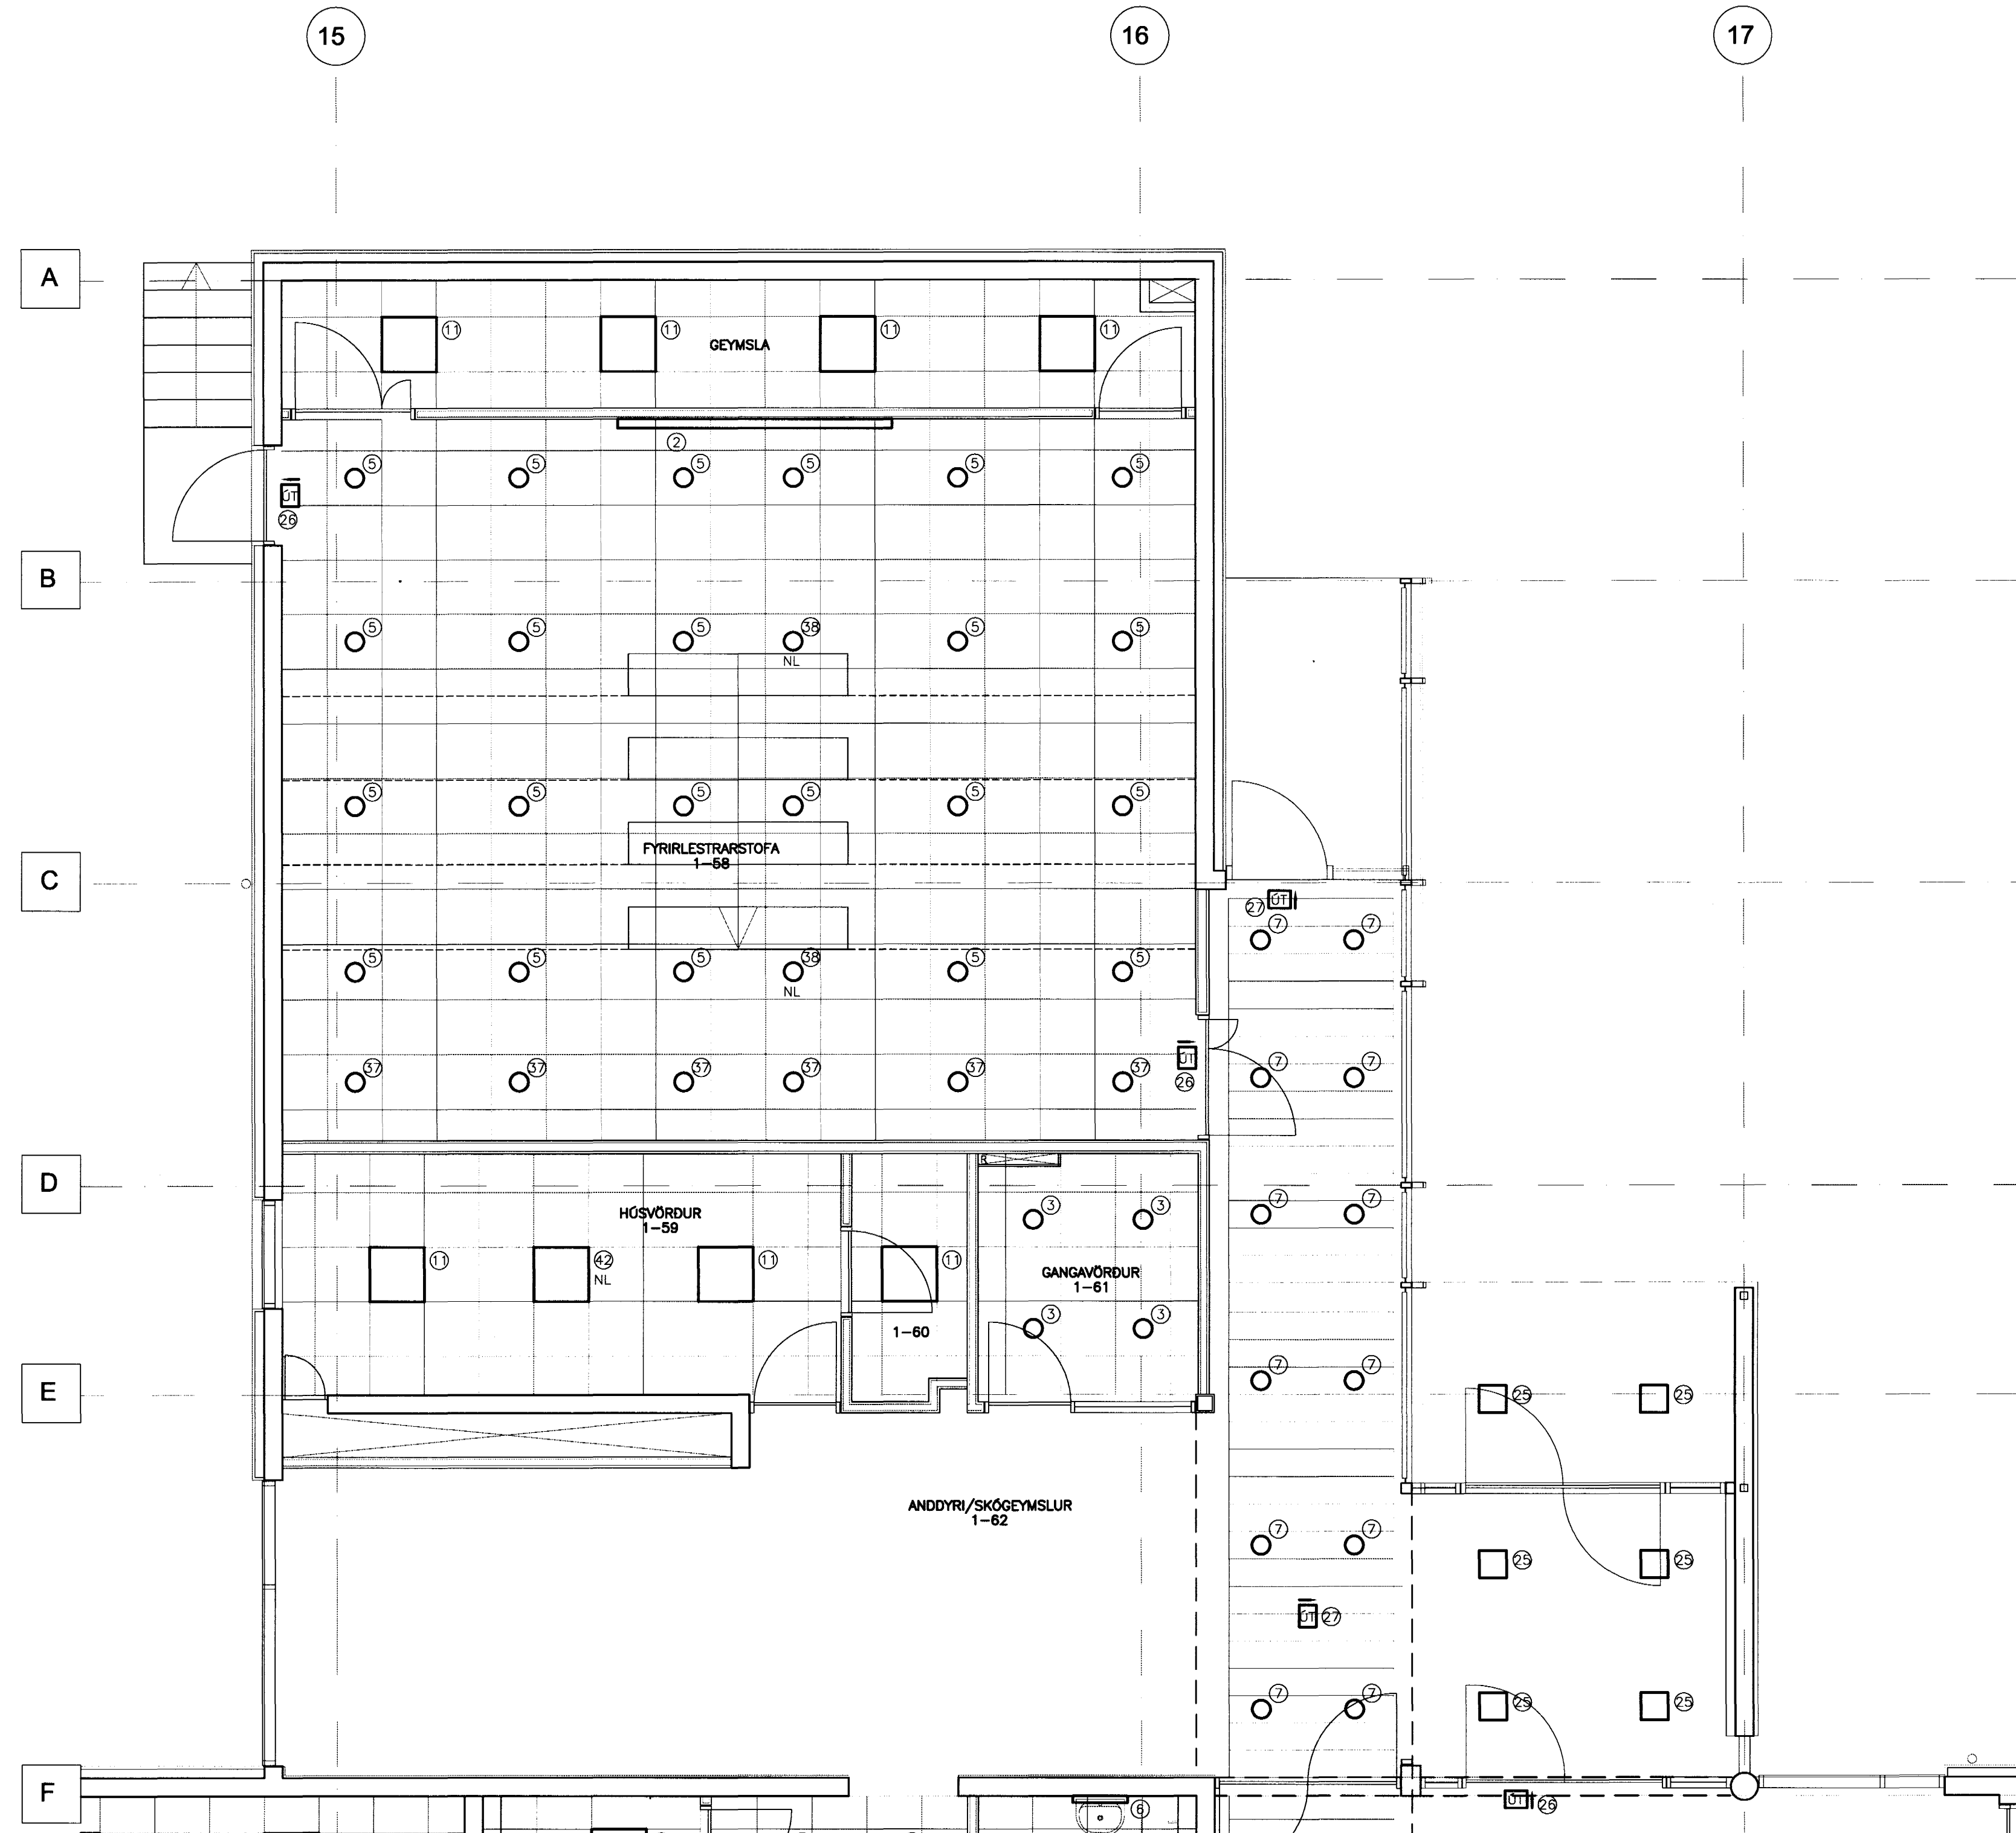 15 16 17
A
11 11 11 11
GEYMSLA
2
5 5 5 5 5 5
ÚT
26
B
5 5 5 38 5 5
NL
5 5 5 5 5 5
FYRIRLESTRARSTOFA
1-58
C
27 ÚT
7 7
5 5 5 38 5 5
NL
ÚT
26
7 7
37 37 37 37 37 37
D
R
HÚSVÖRÐUR
1-59
3 3
7 7
11 42 11 11
NL
GANGAVÖRÐUR
1-61
3 3
1-60
E
7 7
25 25
ANDDYRI/SKÓGEYMSLUR
1-62
7 7
25 25
ÚT 27
7 7
25 25
F
6
ÚT 26